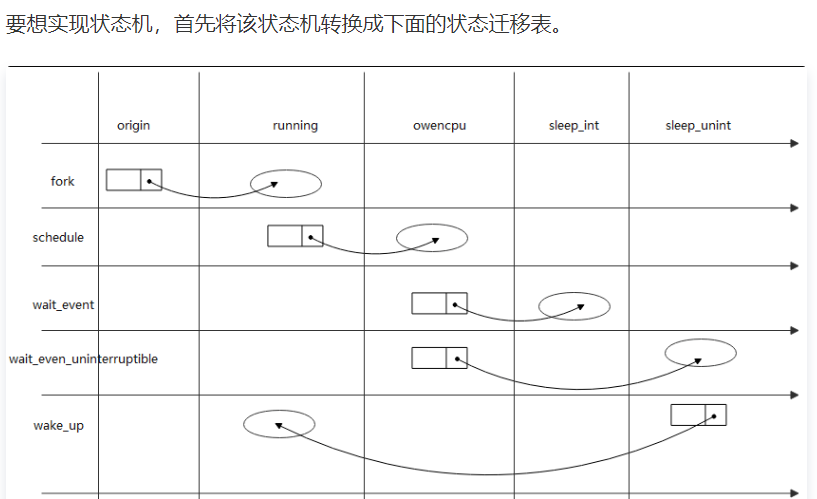 要想实现状态机，首先将该状态机转换成下面的状态迁移表。
origin running owencpu sleep_int sleep_unint
fork
schedule
wait_event
wait_even_uninterruptible
wake_up